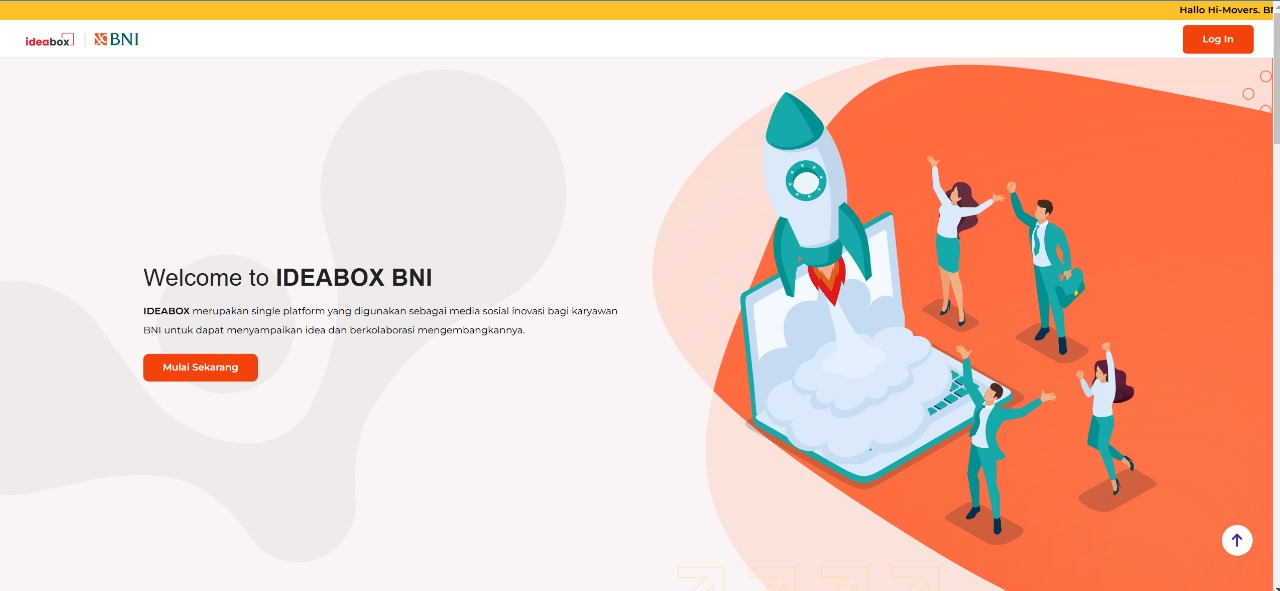 Hallo Hi-Movers.
ideabox
BNI
Log In
Welcome to IDEABOX BNI
IDEABOX merupakan single platform yang digunakan sebagai media sosial inovasi bagi karyawan
BNI untuk dapat menyampaikan idea dan berkolaborasi mengembangkannya.
Mulai Sekarang